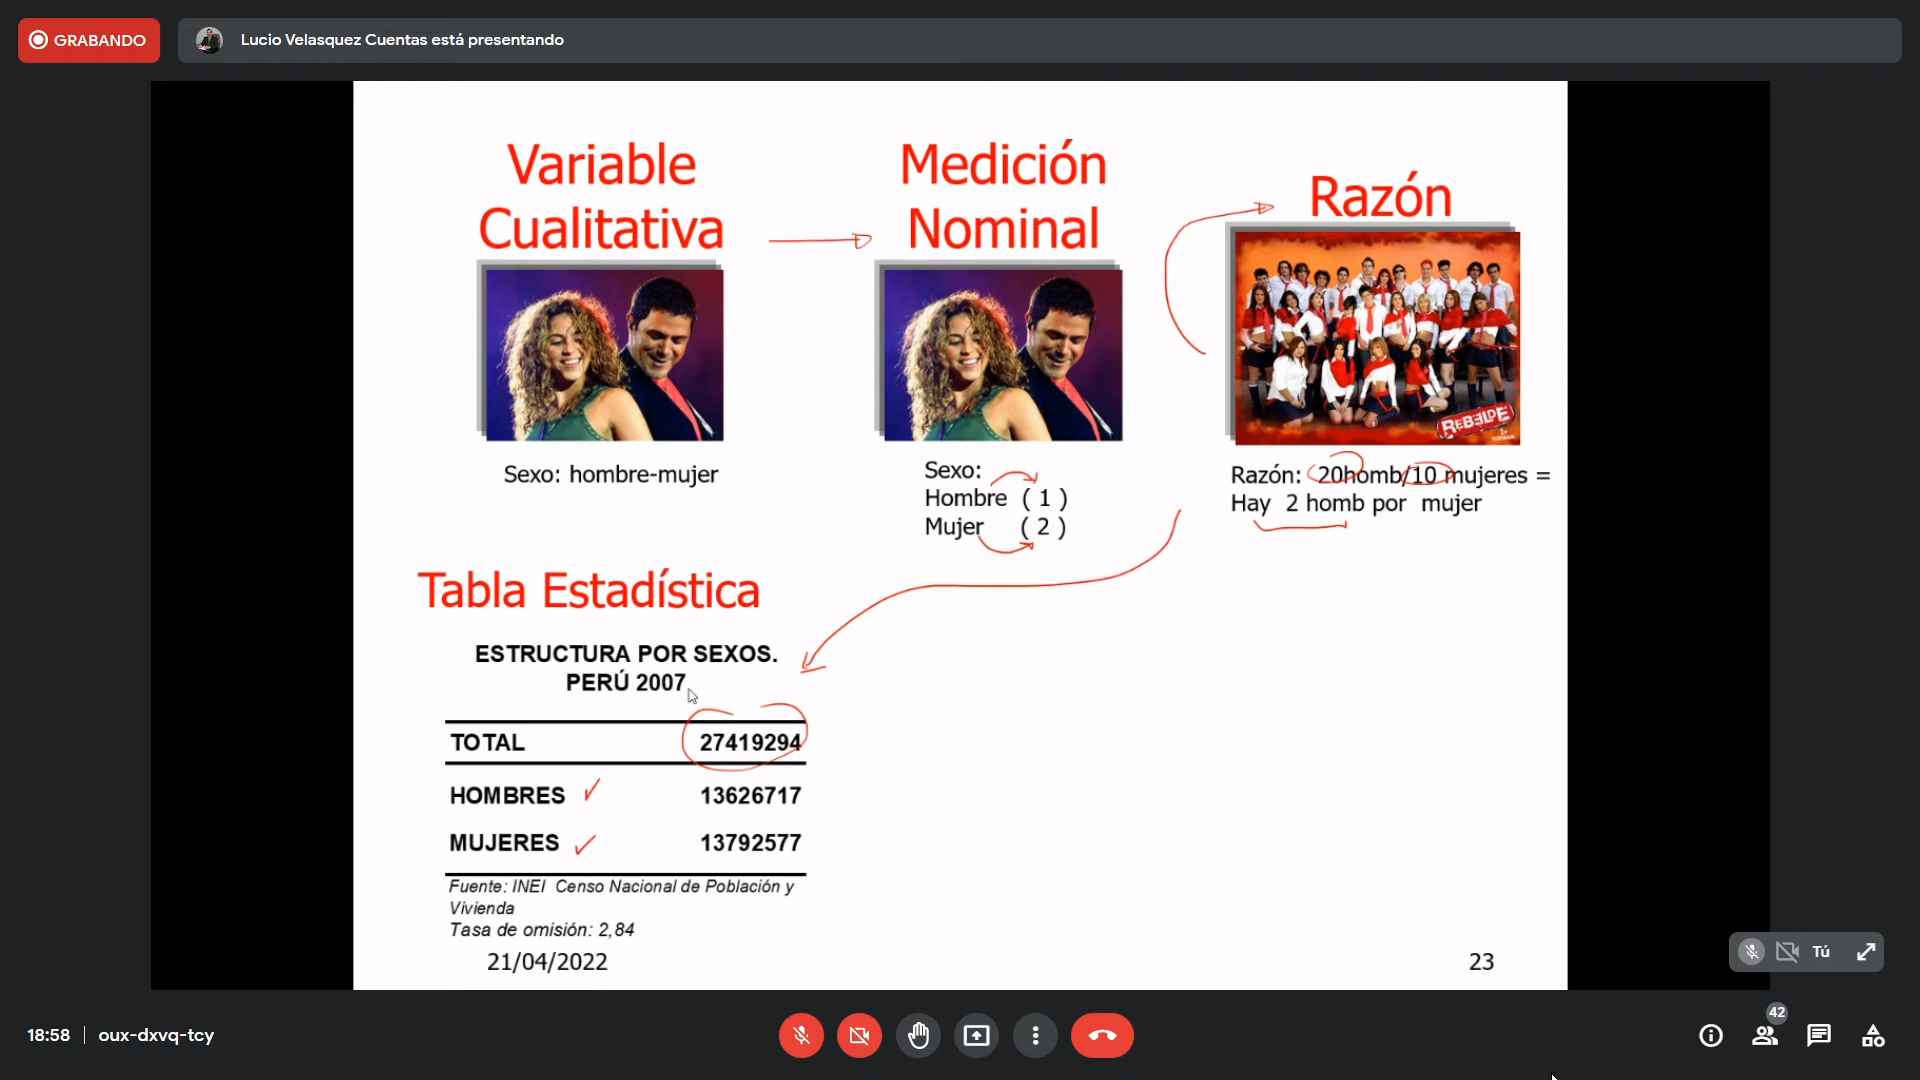 GRABANDO
Lucio Velasquez Cuentas está presentando
Variable
Cualitativa
Sexo: hombre-mujer
Medición
Nominal
Sexo:
Hombre ( 1 )
Mujer ( 2 )
Razón
REBELDE
Razón: 20homb/10 mujeres =
Hay 2 homb por mujer
Tabla Estadística
ESTRUCTURA POR SEXOS.
PERÚ 2007
TOTAL 27419294
HOMBRES 13626717
MUJERES 13792577
Fuente: INEI Censo Nacional de Población y
Vivienda
Tasa de omisión: 2,84
21/04/2022
23
Tú
18:58
oux-dxvq-tcy
42